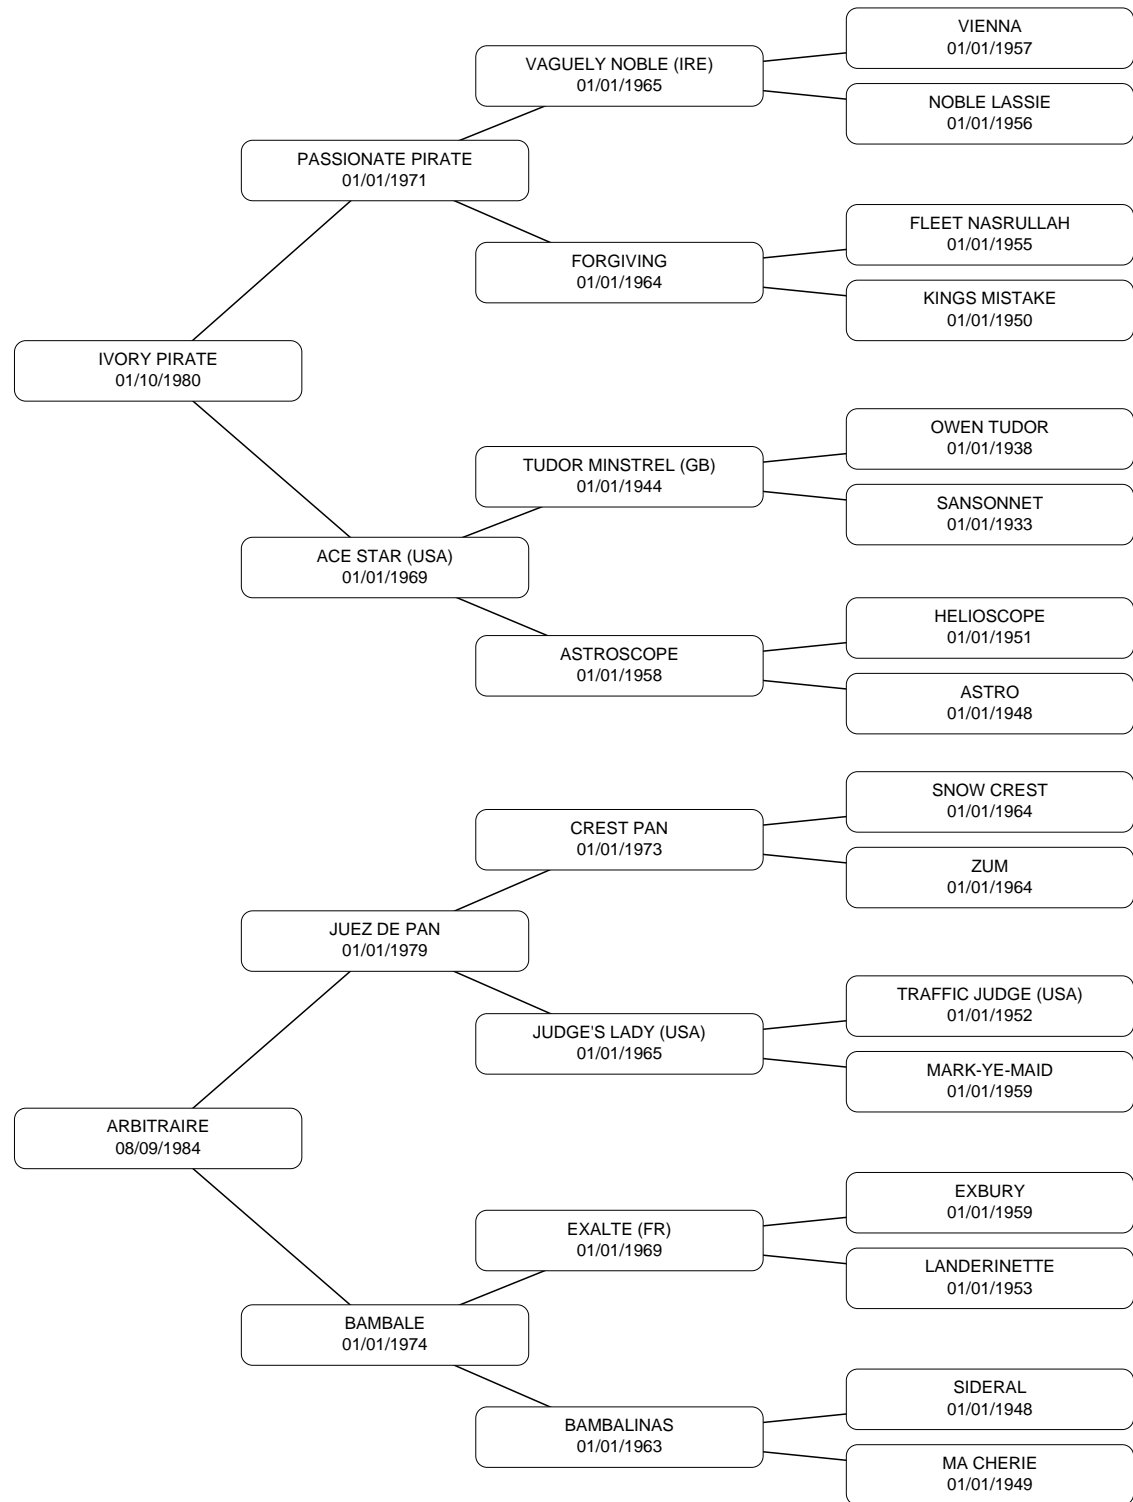 VIENNA
01/01/1957
VAGUELY NOBLE (IRE)
01/01/1965
NOBLE LASSIE
01/01/1956
PASSIONATE PIRATE
01/01/1971
FLEET NASRULLAH
01/01/1955
FORGIVING
01/01/1964
KINGS MISTAKE
01/01/1950
IVORY PIRATE
01/10/1980
OWEN TUDOR
01/01/1938
TUDOR MINSTREL (GB)
01/01/1944
SANSONNET
01/01/1933
ACE STAR (USA)
01/01/1969
HELIOSCOPE
01/01/1951
ASTROSCOPE
01/01/1958
ASTRO
01/01/1948
SNOW CREST
01/01/1964
CREST PAN
01/01/1973
ZUM
01/01/1964
JUEZ DE PAN
01/01/1979
TRAFFIC JUDGE (USA)
01/01/1952
JUDGE'S LADY (USA)
01/01/1965
MARK-YE-MAID
01/01/1959
ARBITRAIRE
08/09/1984
EXBURY
01/01/1959
EXALTE (FR)
01/01/1969
LANDERINETTE
01/01/1953
BAMBALE
01/01/1974
SIDERAL
01/01/1948
BAMBALINAS
01/01/1963
MA CHERIE
01/01/1949